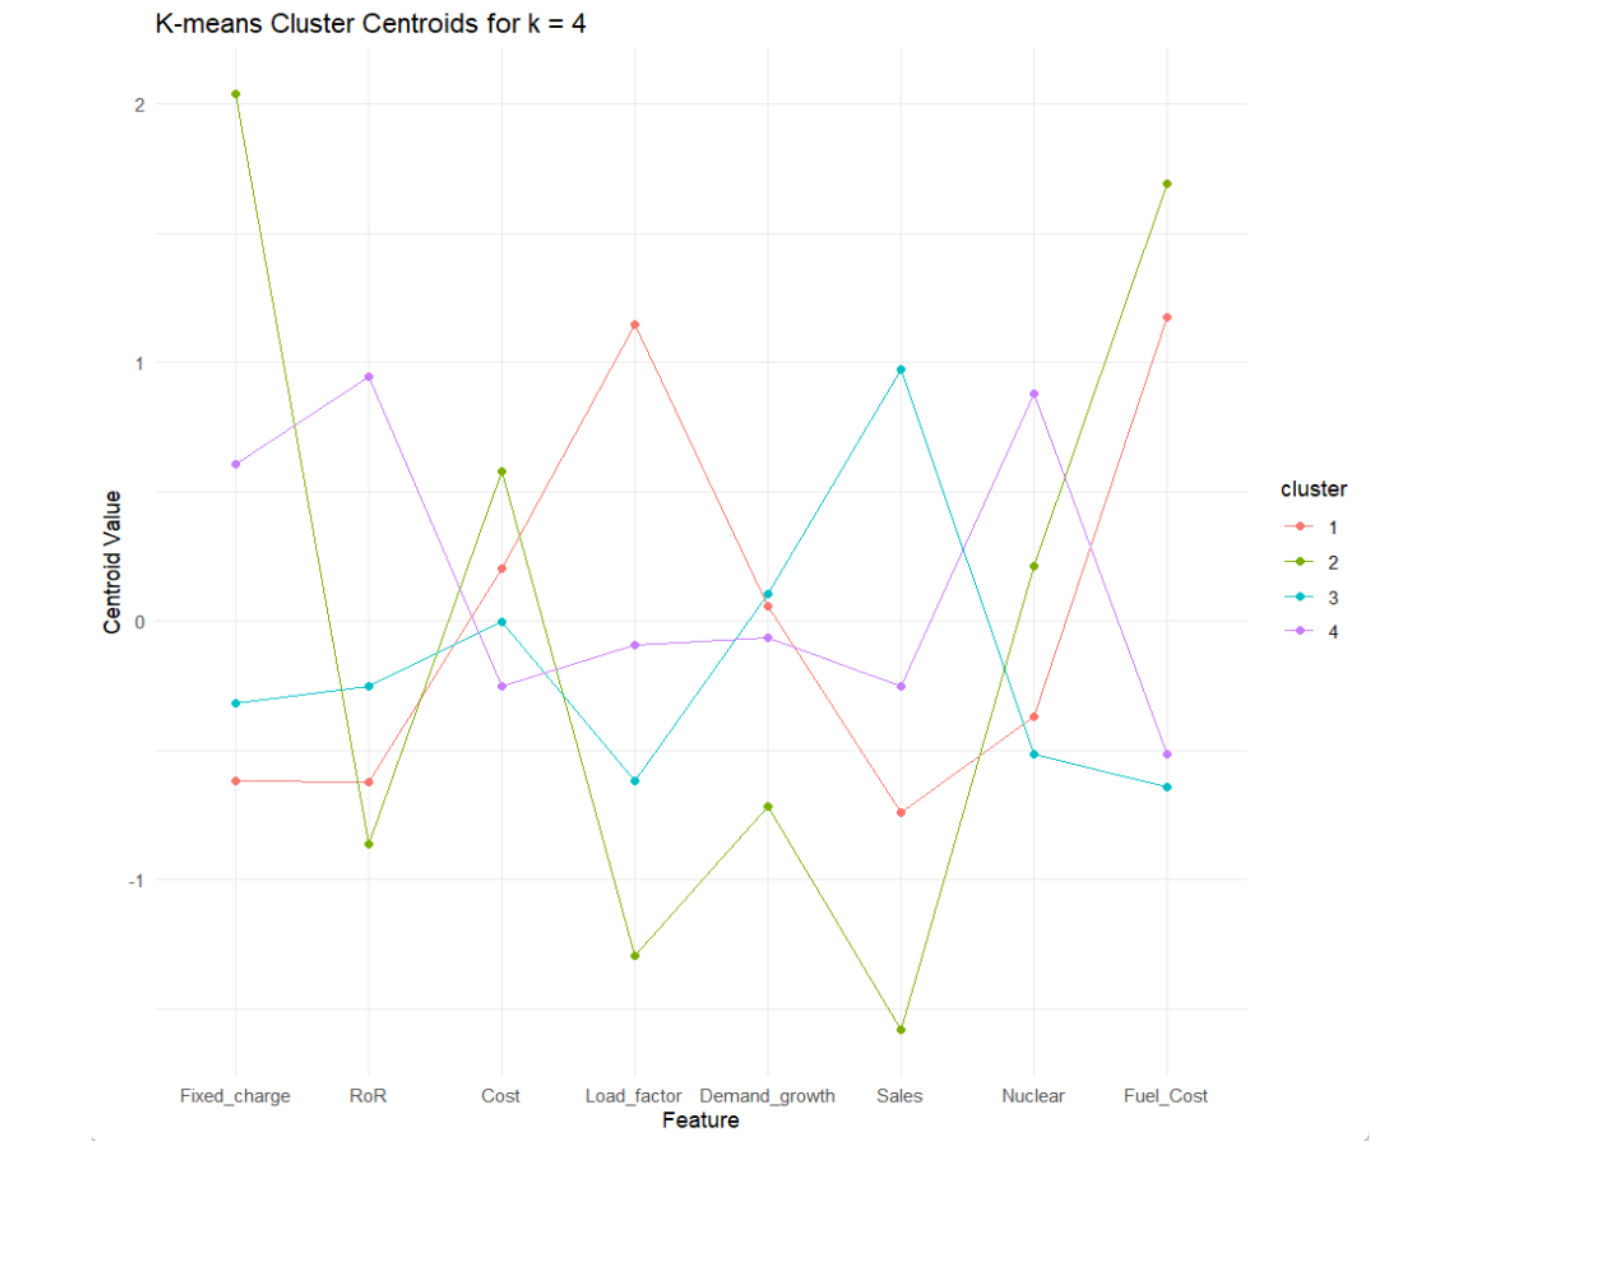 K-means Cluster Centroids for k = 4
2
1
0
-1
Centroid Value
Fixed_charge RoR Cost Load_factor Demand_growth Sales Nuclear Fuel_Cost
Feature
cluster
1
2
3
4